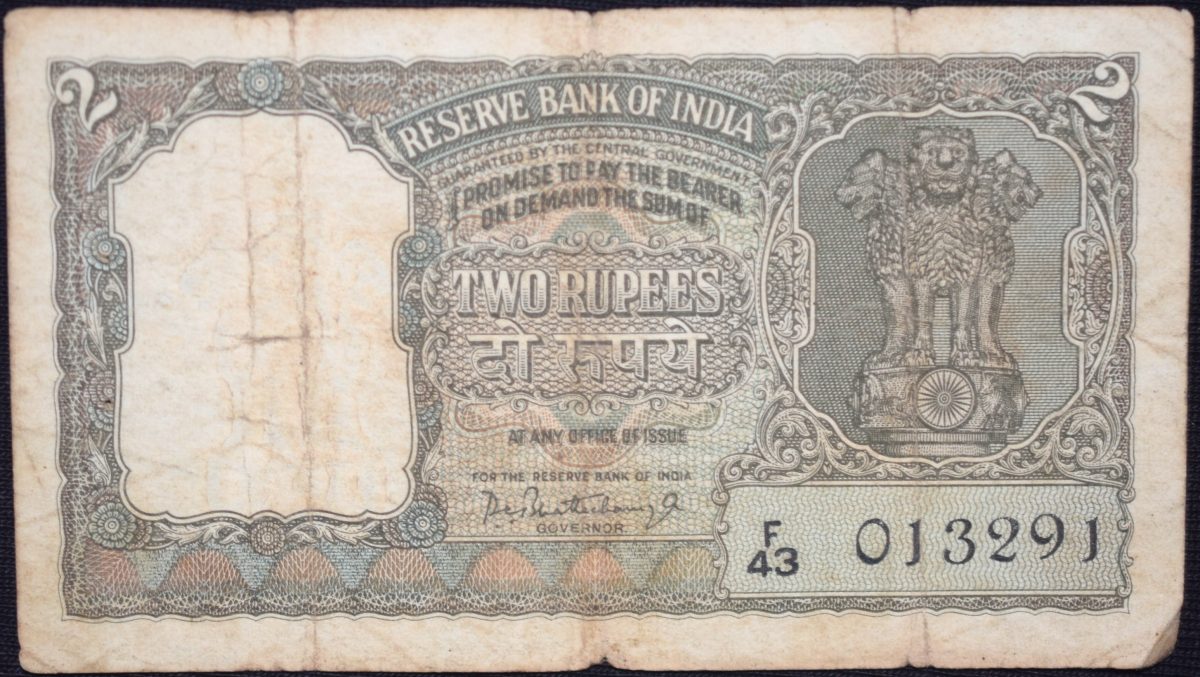 2 2
RESERVE BANK OF INDIA
GUARANTEED BY THE CENTRAL GOVERNMENT
I PROMISE TO PAY THE BEARER
ON DEMAND THE SUM OF
TWO RUPEES
दो रुपये
AT ANY OFFICE OF ISSUE
FOR THE RESERVE BANK OF INDIA
GOVERNOR
F/43 013291